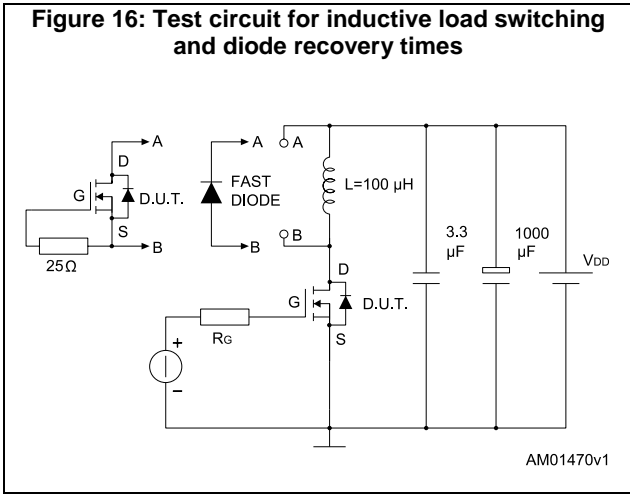 Figure 16: Test circuit for inductive load switching
and diode recovery times
A
D
G
D.U.T.
S
B
25Ω
A
FAST
DIODE
B
A
L=100 µH
B
D
G
D.U.T.
S
RG
+
−
3.3
µF
1000
µF
VDD
AM01470v1